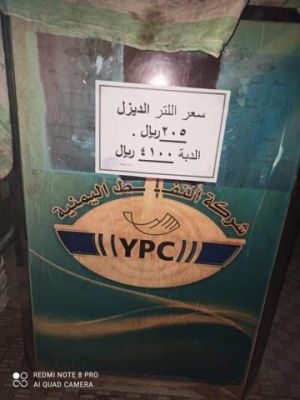 سعر اللتر الديزل
٢٠٥ ريال .
الدبة ٤١٠٠ ريال
شركة النفط اليمنية
(((YPC)))
REDMI NOTE 8 PRO
AI QUAD CAMERA